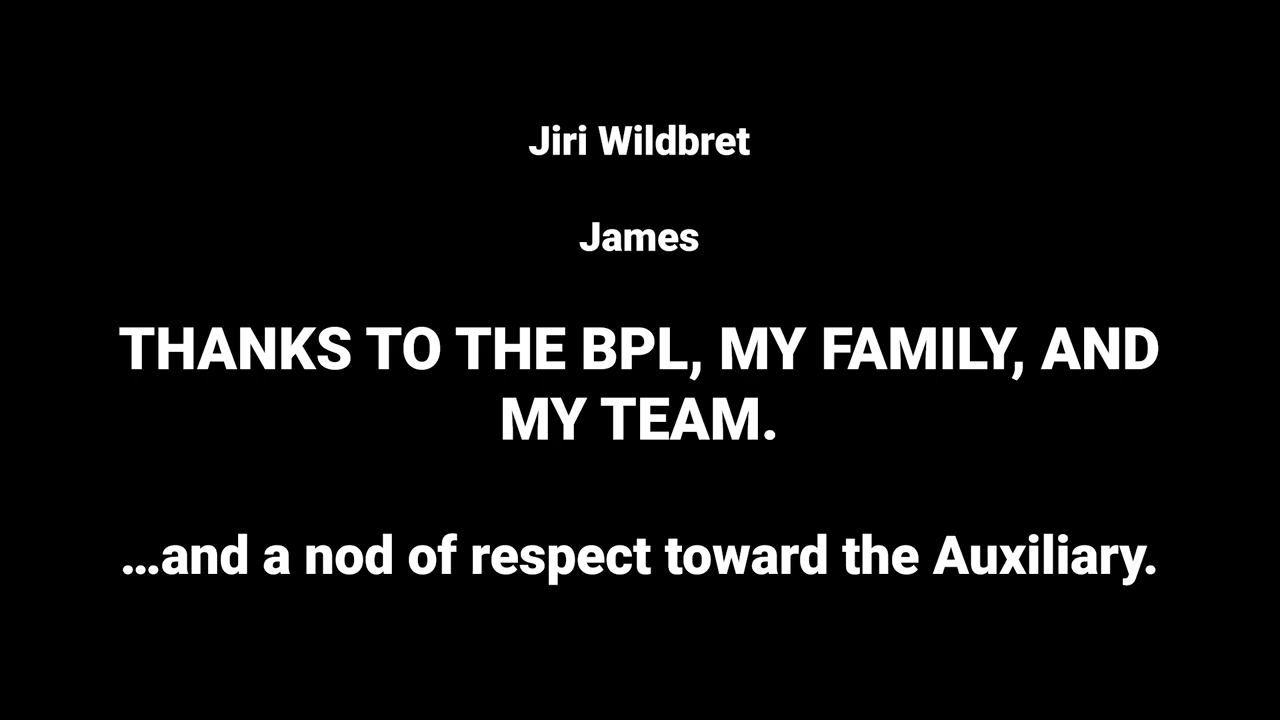 Jiri Wildbret
James
THANKS TO THE BPL, MY FAMILY, AND
MY TEAM.
…and a nod of respect toward the Auxiliary.